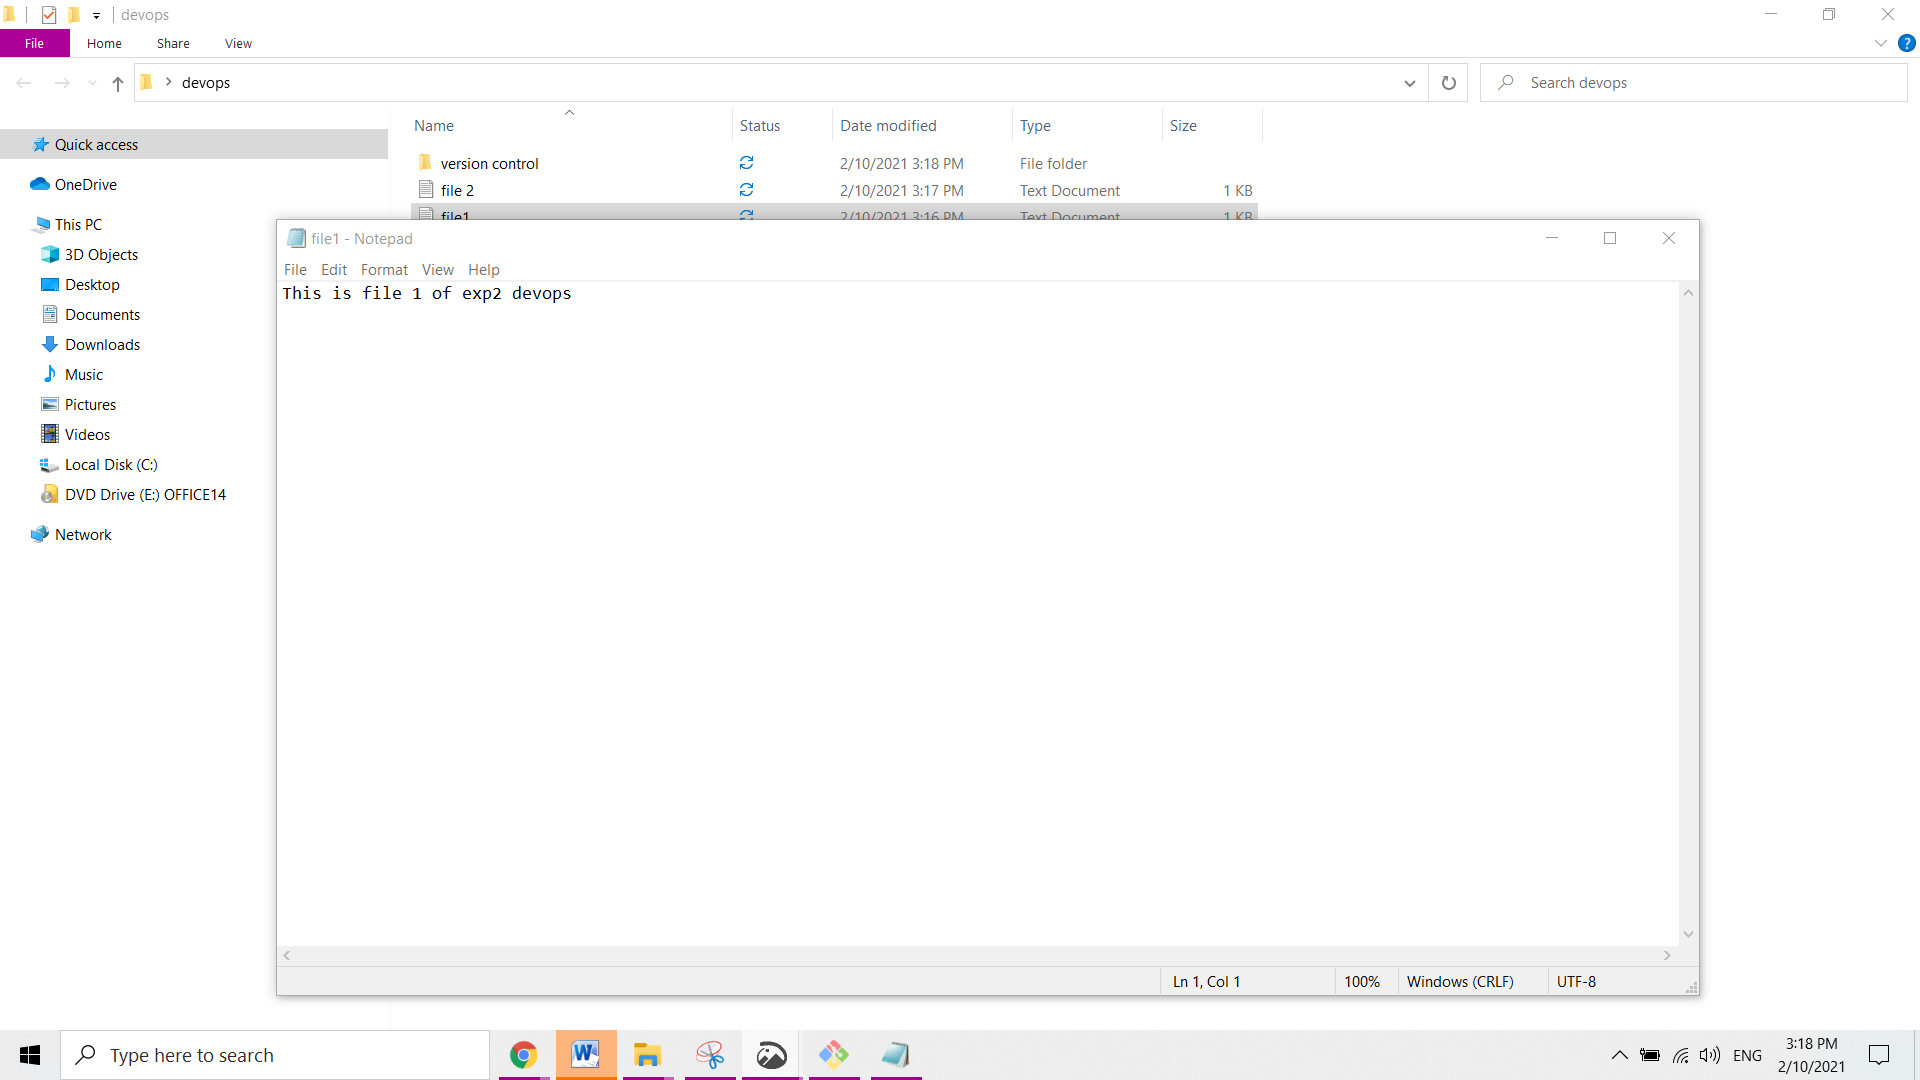 devops
File Home Share View
devops
Search devops
Name Status Date modified Type Size
Quick access
version control 2/10/2021 3:18 PM File folder
file 2 2/10/2021 3:17 PM Text Document 1 KB
file1 2/10/2021 3:16 PM Text Document 1 KB
OneDrive
This PC
3D Objects
Desktop
Documents
Downloads
Music
Pictures
Videos
Local Disk (C:)
DVD Drive (E:) OFFICE14
Network
file1 - Notepad
File Edit Format View Help
This is file 1 of exp2 devops
Ln 1, Col 1 100% Windows (CRLF) UTF-8
Type here to search
ENG
3:18 PM
2/10/2021